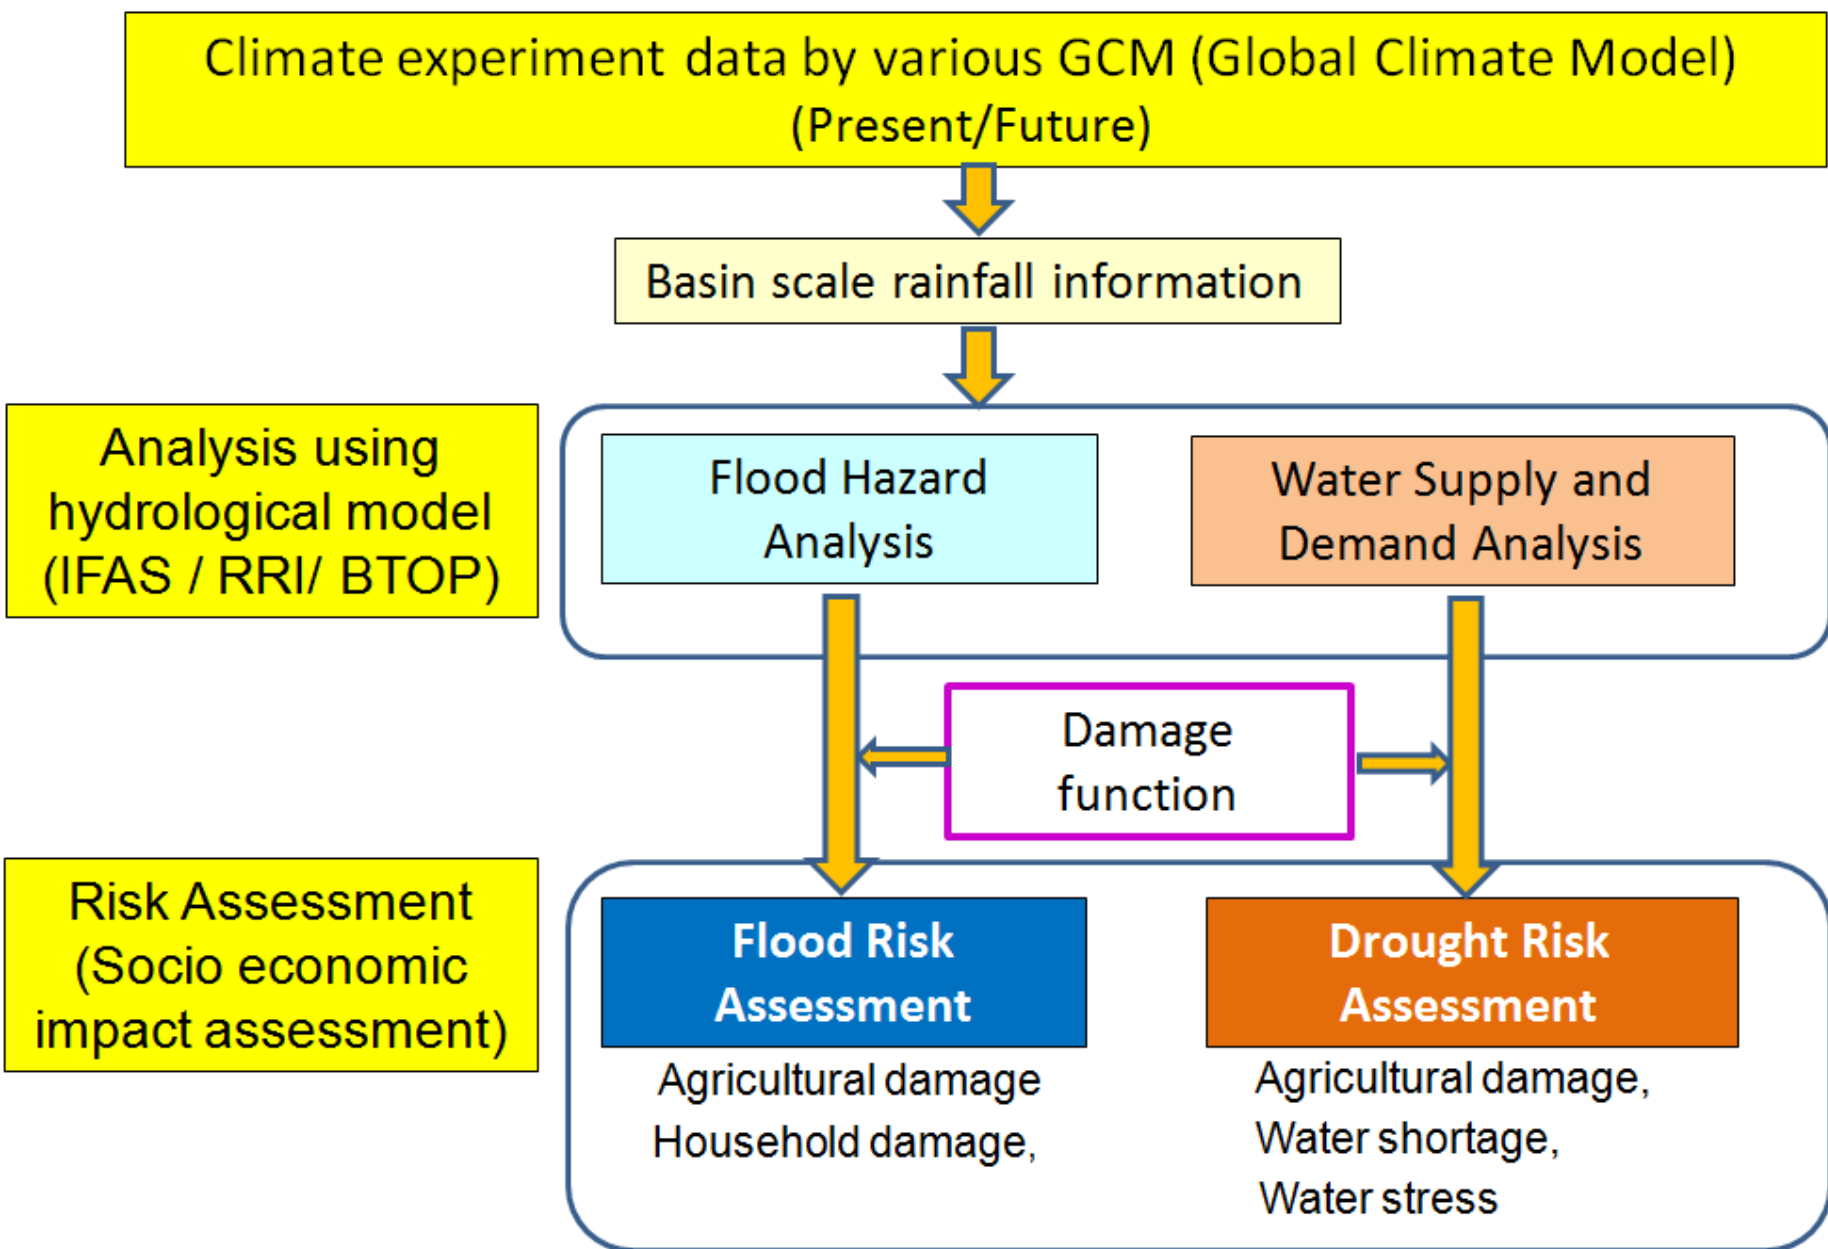 Climate experiment data by various GCM (Global Climate Model)
(Present/Future)
Basin scale rainfall information
Analysis using
hydrological model
(IFAS / RRI/ BTOP)
Flood Hazard
Analysis
Water Supply and
Demand Analysis
Damage
function
Risk Assessment
(Socio economic
impact assessment)
Flood Risk
Assessment
Agricultural damage
Household damage,
Drought Risk
Assessment
Agricultural damage,
Water shortage,
Water stress